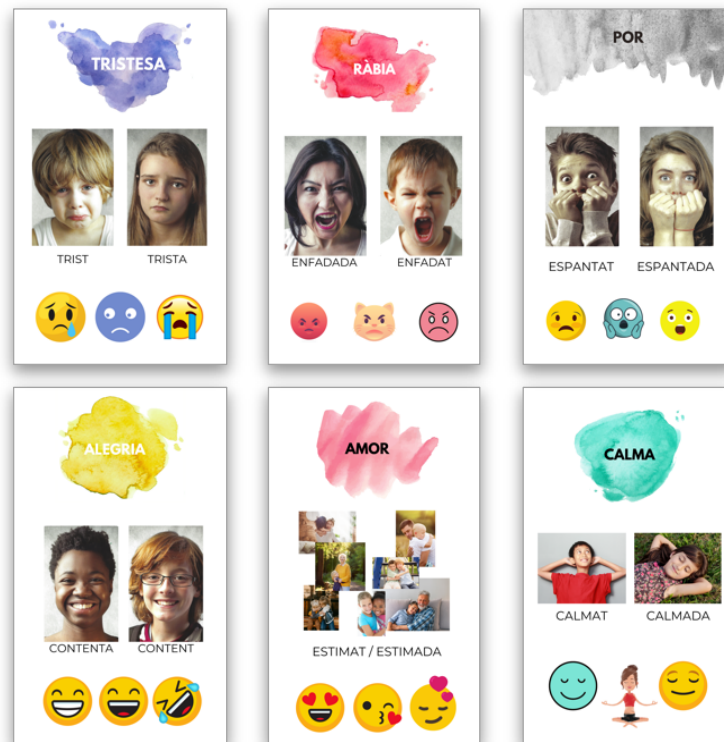 TRISTESA
TRIST TRISTA
RÀBIA
ENFADADA ENFADAT
POR
ESPANTAT ESPANTADA
ALEGRIA
CONTENTA CONTENT
AMOR
ESTIMAT / ESTIMADA
CALMA
CALMAT CALMADA